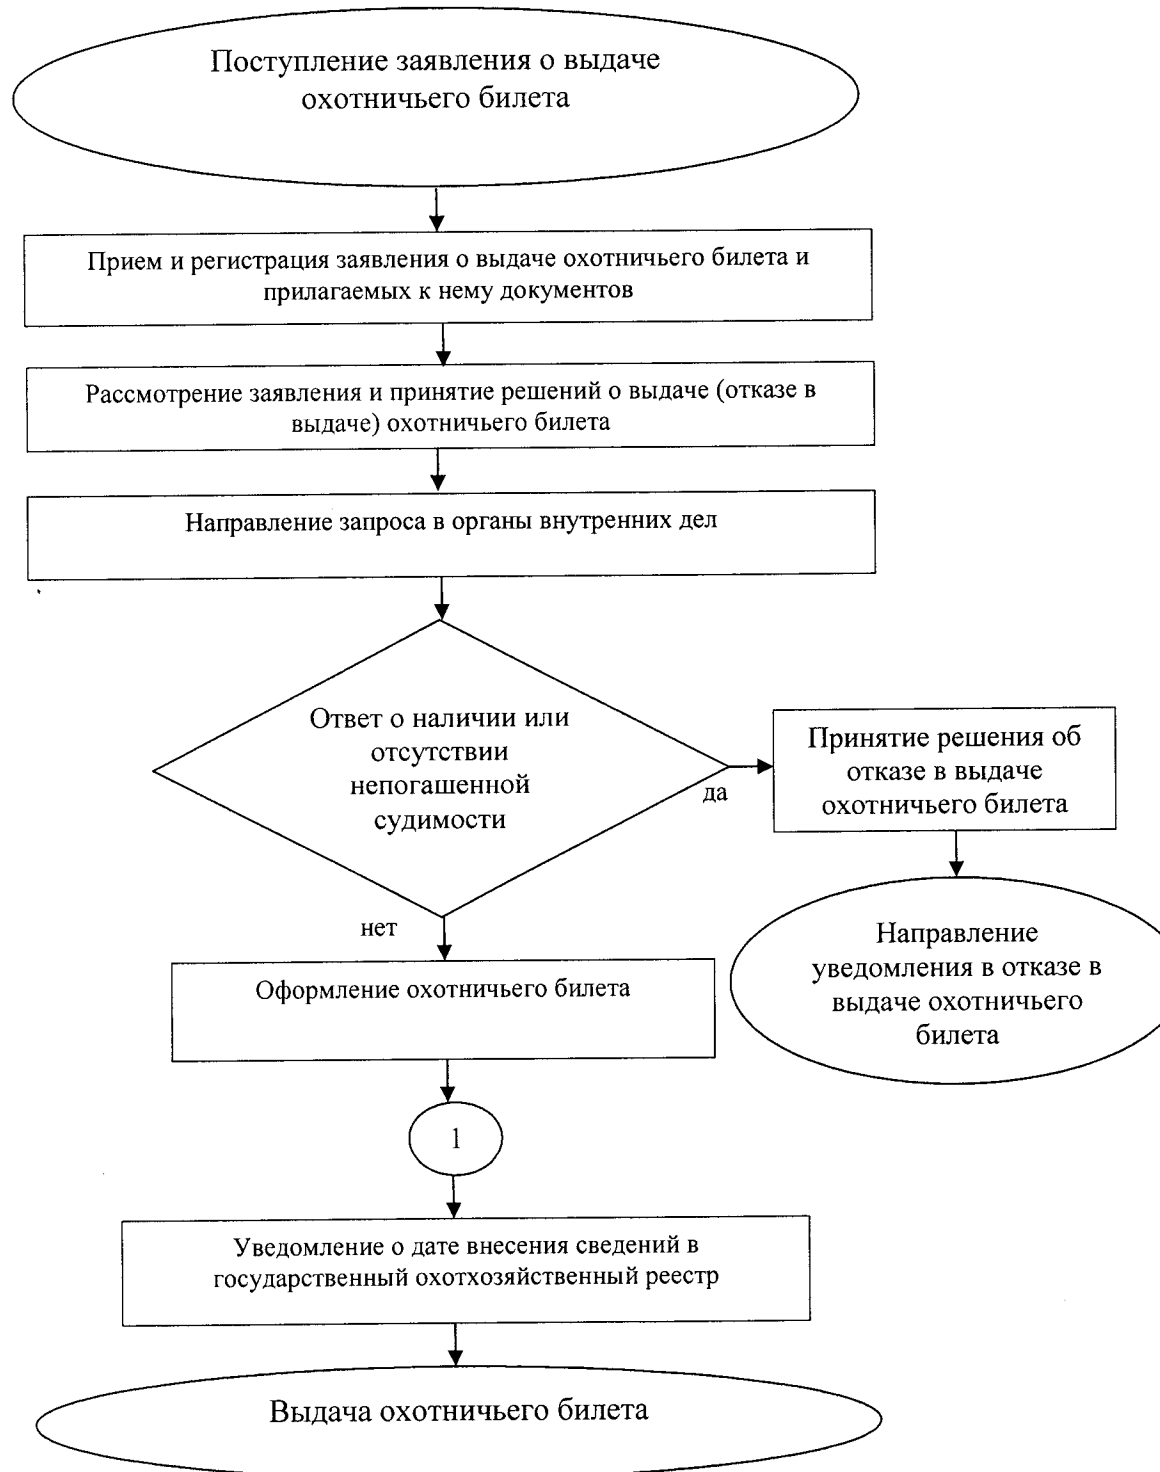 Поступление заявления о выдаче
охотничьего билета
Прием и регистрация заявления о выдаче охотничьего билета и
прилагаемых к нему документов
Рассмотрение заявления и принятие решений о выдаче (отказе в
выдаче) охотничьего билета
Направление запроса в органы внутренних дел
Ответ о наличии или
отсутствии
непогашенной
судимости
да
Принятие решения об
отказе в выдаче
охотничьего билета
Направление
уведомления в отказе в
выдаче охотничьего
билета
нет
Оформление охотничьего билета
1
Уведомление о дате внесения сведений в
государственный охотхозяйственный реестр
Выдача охотничьего билета